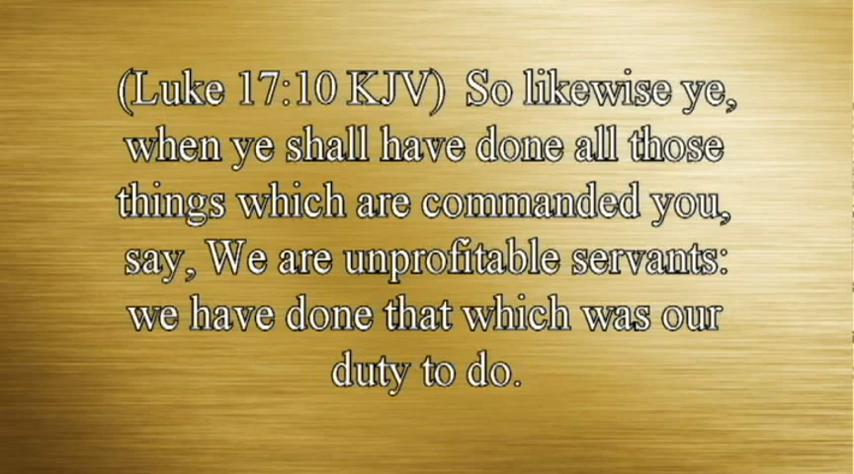 (Luke 17:10 KJV)  So likewise ye,
when ye shall have done all those
things which are commanded you,
say, We are unprofitable servants:
we have done that which was our
duty to do.